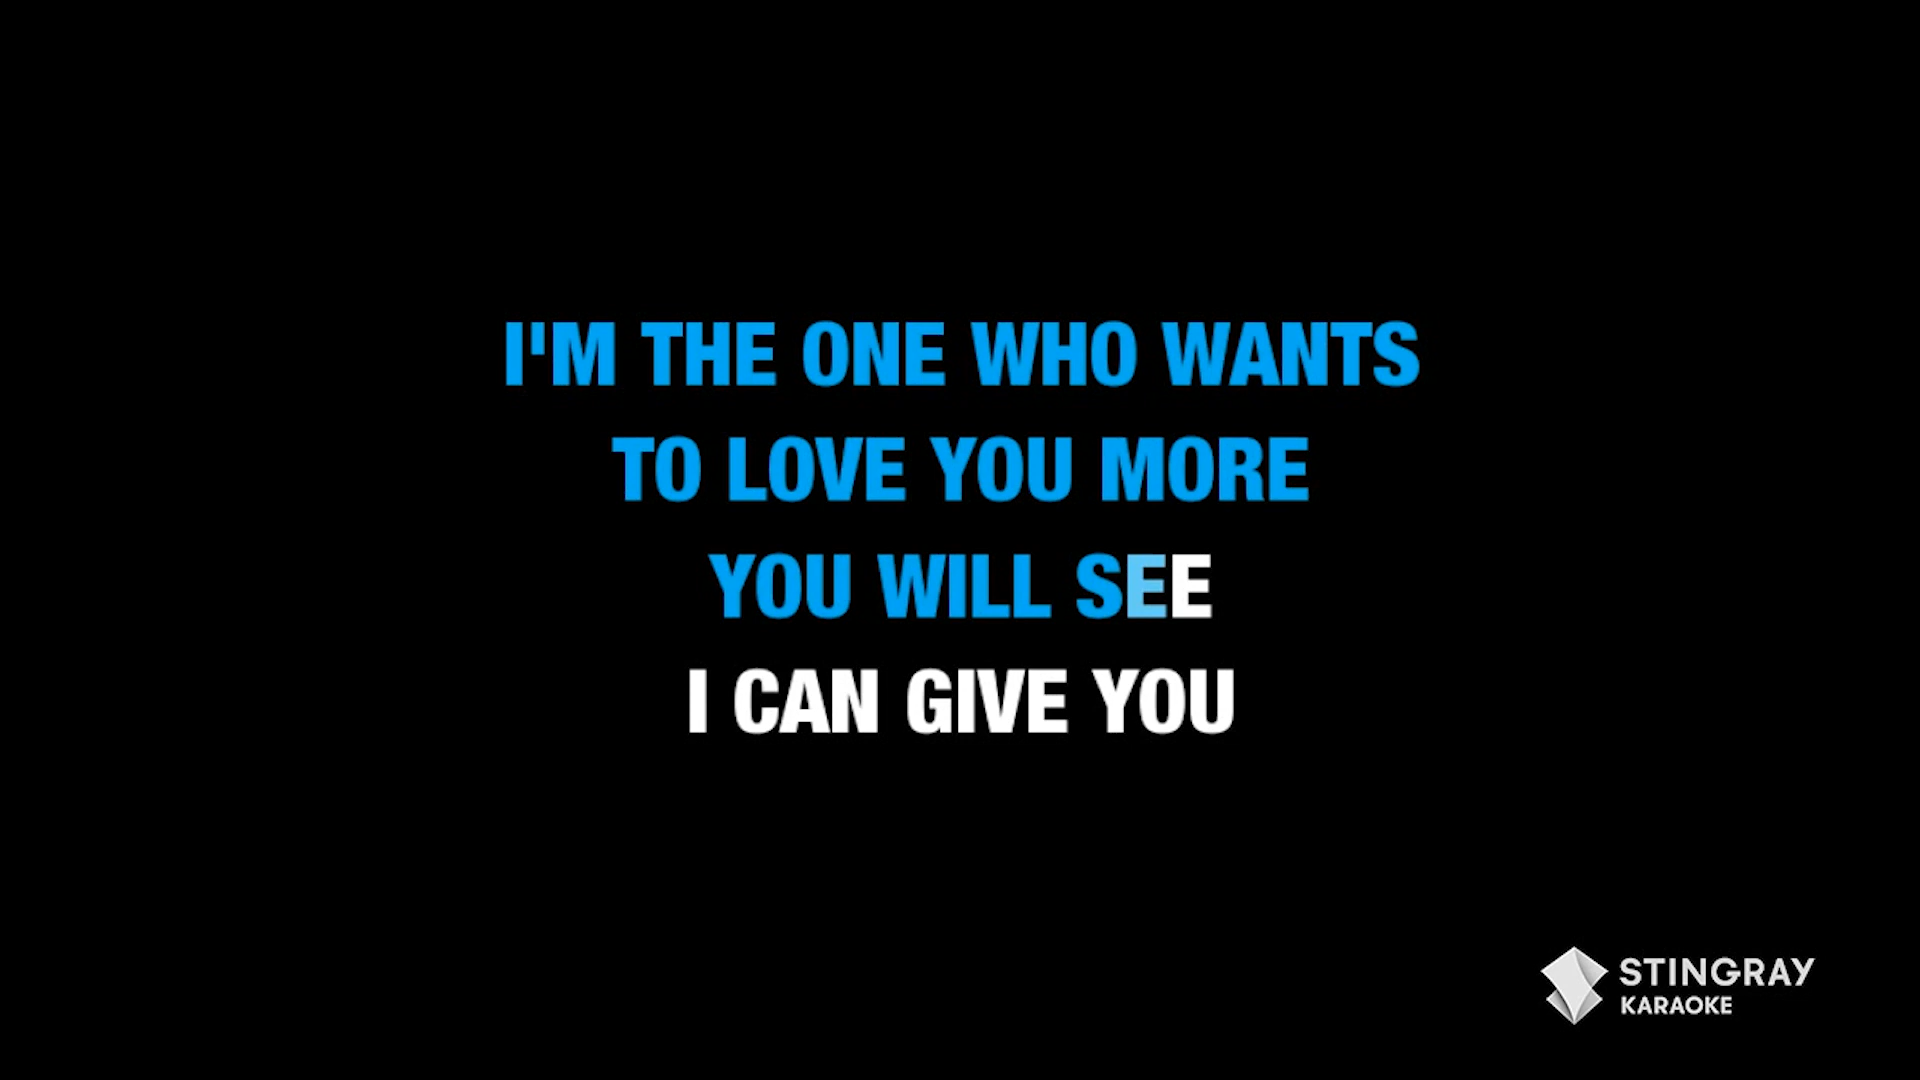 I'M THE ONE WHO WANTS
TO LOVE YOU MORE
YOU WILL SEE
I CAN GIVE YOU
STINGRAY
KARAOKE